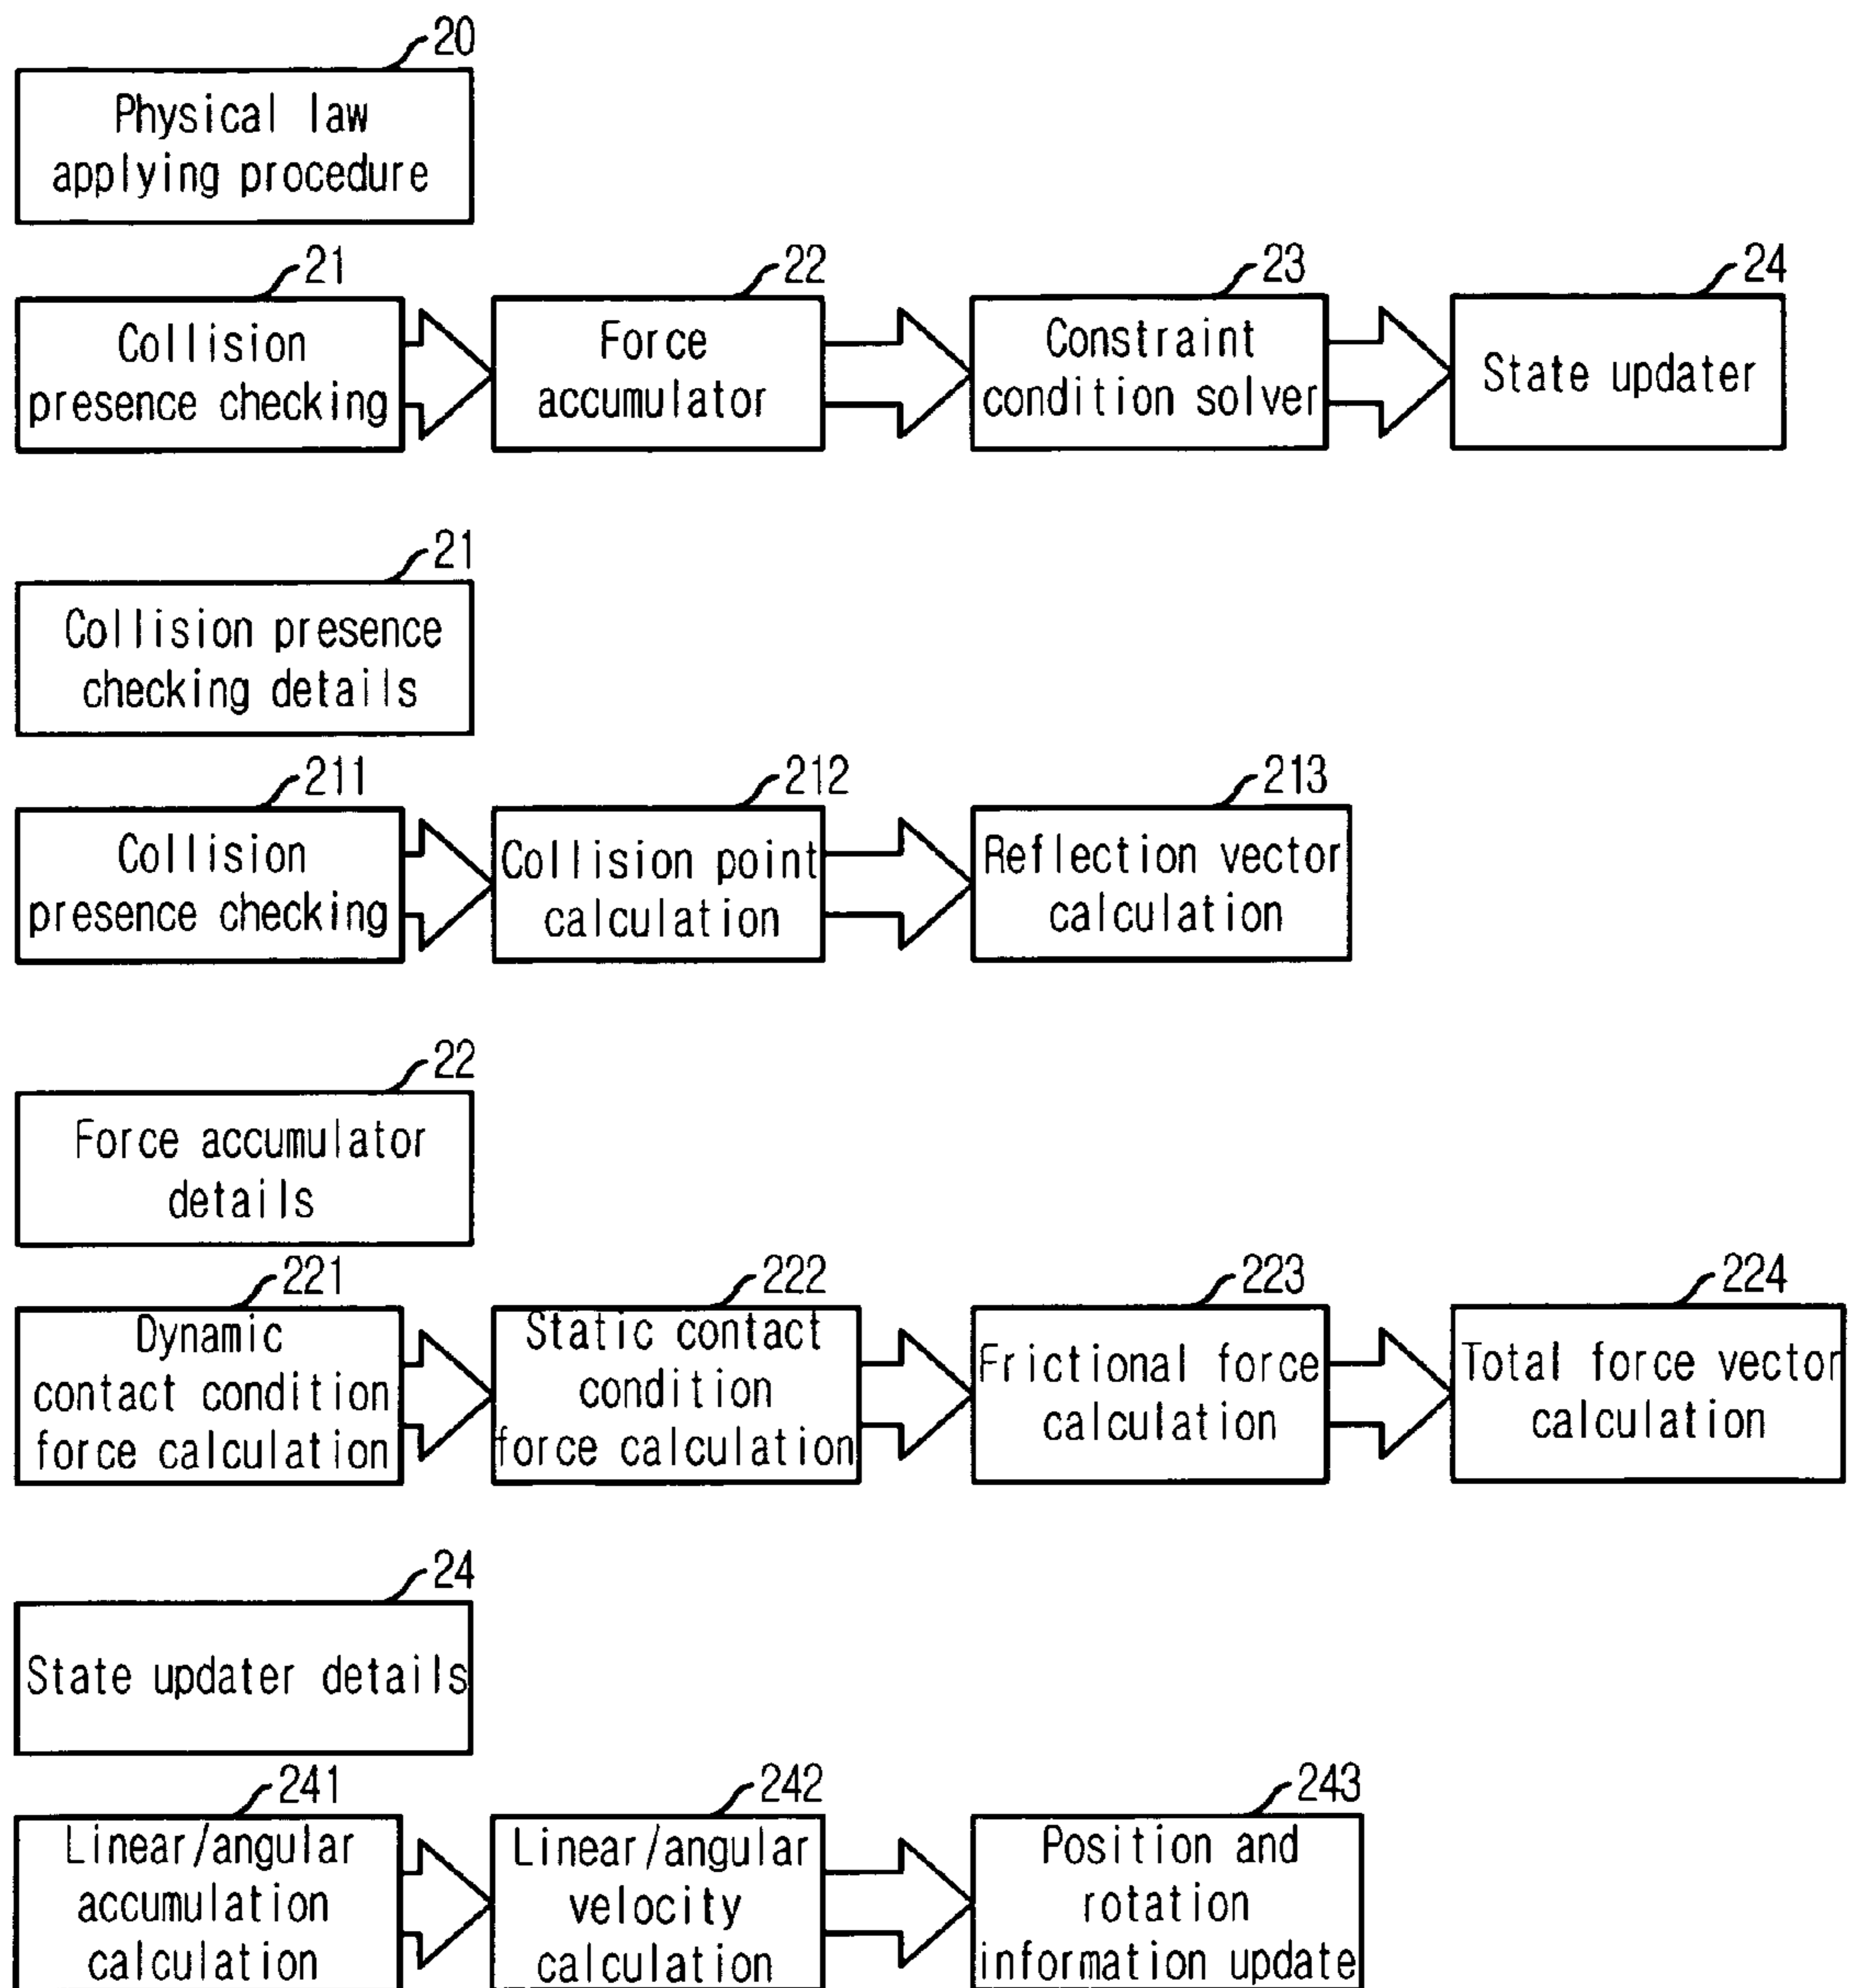 20
Physical law
applying procedure
21
22
23
24
Collision
presence checking
Force
accumulator
Constraint
condition solver
State updater
21
Collision presence
checking details
211
212
213
Collision
presence checking
Collision point
calculation
Reflection vector
calculation
22
Force accumulator
details
221
222
223
224
Dynamic
contact condition
force calculation
Static contact
condition
force calculation
Frictional force
calculation
Total force vector
calculation
24
State updater details
241
242
243
Linear/angular
accumulation
calculation
Linear/angular
velocity
calculation
Position and
rotation
information update